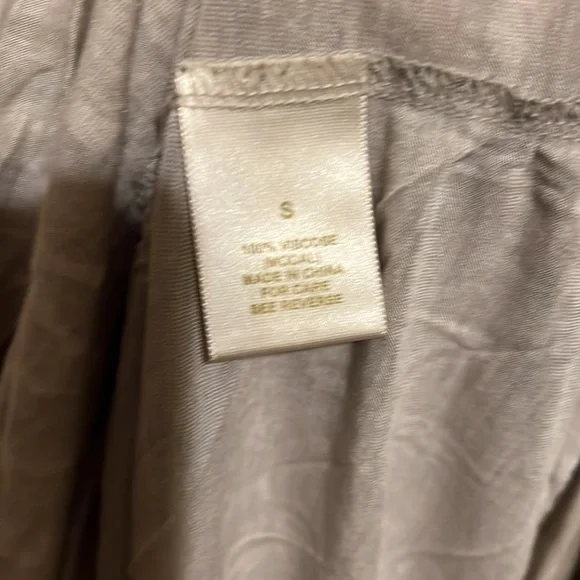 S
100% VISCOSE
(MODAL)
MADE IN CHINA
FOR CARE
SEE REVERSE